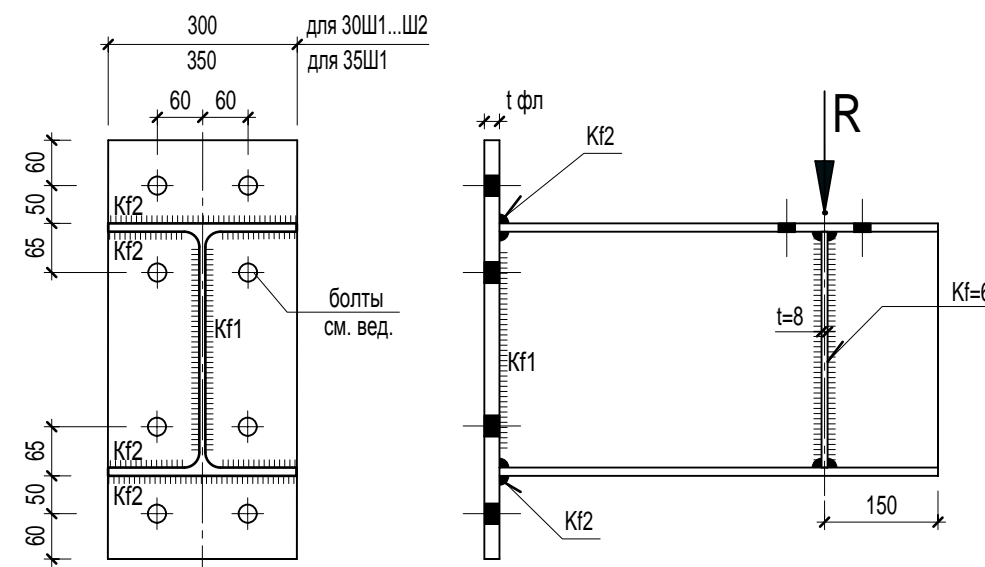 300
для 30Ш1...Ш2
350
для 35Ш1
60
60
60
50
65
65
50
60
Kf2
Kf2
Kf1
Kf2
Kf2
болты
см. вед.
t фл
Kf2
R
Kf1
t=8
Kf=6
150
Kf2